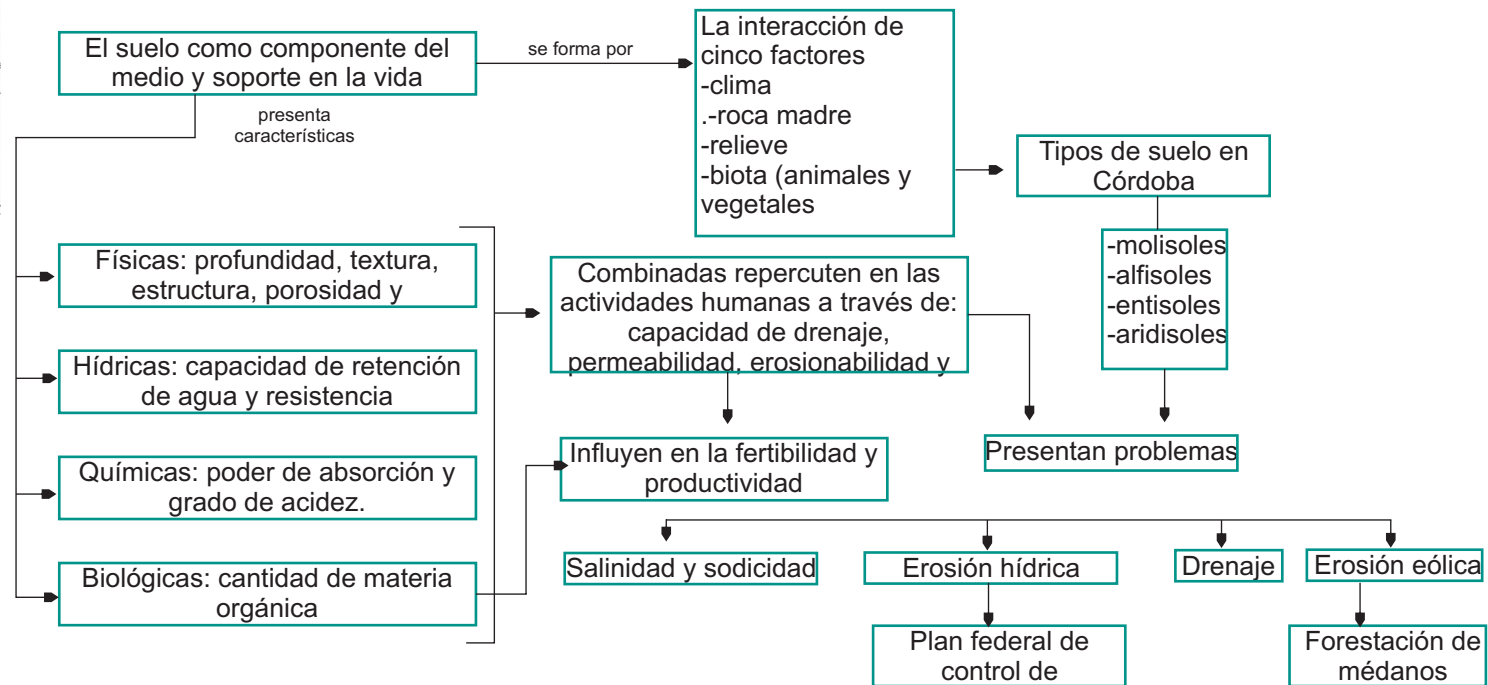 El suelo como componente del
medio y soporte en la vida
se forma por
La interacción de
cinco factores
-clima
.-roca madre
-relieve
-biota (animales y
vegetales
presenta
características
Tipos de suelo en
Córdoba
-molisoles
-alfisoles
-entisoles
-aridisoles
Físicas: profundidad, textura,
estructura, porosidad y
Hídricas: capacidad de retención
de agua y resistencia
Químicas: poder de absorción y
grado de acidez.
Biológicas: cantidad de materia
orgánica
Combinadas repercuten en las
actividades humanas a través de:
capacidad de drenaje,
permeabilidad, erosionabilidad y
Influyen en la fertibilidad y
productividad
Presentan problemas
Salinidad y sodicidad
Erosión hídrica
Drenaje
Erosión eólica
Plan federal de
control de
Forestación de
médanos